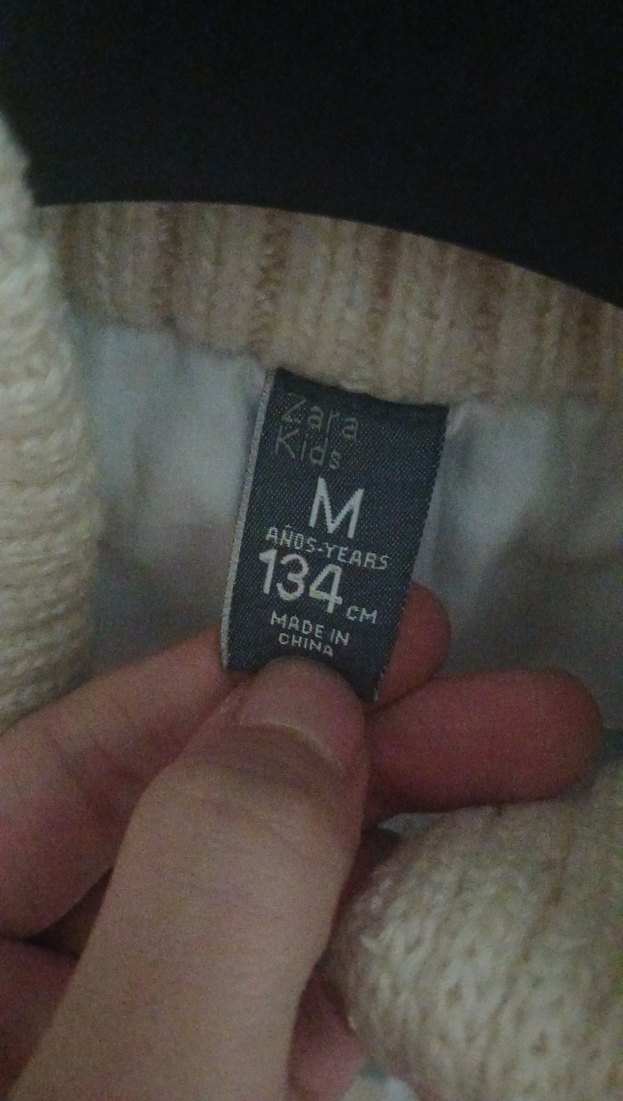 Zara
Kids
M
AÑOS-YEARS
134 CM
MADE IN
CHINA